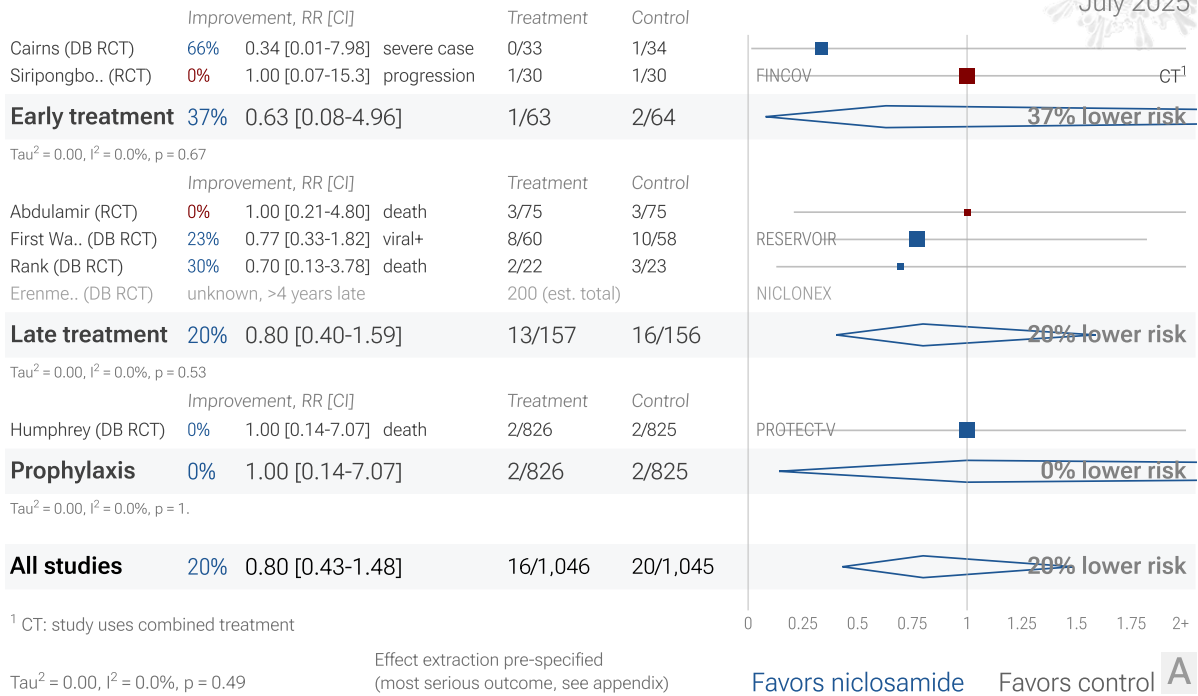 July 2025
Improvement, RR [CI] Treatment Control
Cairns (DB RCT) 66% 0.34 [0.01-7.98] severe case 0/33 1/34
Siripongbo.. (RCT) 0% 1.00 [0.07-15.3] progression 1/30 1/30 FINCOV CT1
Early treatment 37% 0.63 [0.08-4.96] 1/63 2/64 37% lower risk
Tau2 = 0.00, I2 = 0.0%, p = 0.67
Improvement, RR [CI] Treatment Control
Abdulamir (RCT) 0% 1.00 [0.21-4.80] death 3/75 3/75
First Wa.. (DB RCT) 23% 0.77 [0.33-1.82] viral+ 8/60 10/58 RESERVOIR
Rank (DB RCT) 30% 0.70 [0.13-3.78] death 2/22 3/23
Erenme.. (DB RCT) unknown, >4 years late 200 (est. total) NICLONEX
Late treatment 20% 0.80 [0.40-1.59] 13/157 16/156 20% lower risk
Tau2 = 0.00, I2 = 0.0%, p = 0.53
Improvement, RR [CI] Treatment Control
Humphrey (DB RCT) 0% 1.00 [0.14-7.07] death 2/826 2/825 PROTECT-V
Prophylaxis 0% 1.00 [0.14-7.07] 2/826 2/825 0% lower risk
Tau2 = 0.00, I2 = 0.0%, p = 1.
All studies 20% 0.80 [0.43-1.48] 16/1,046 20/1,045 20% lower risk
1 CT: study uses combined treatment 0 0.25 0.5 0.75 1 1.25 1.5 1.75 2+
Tau2 = 0.00, I2 = 0.0%, p = 0.49
Effect extraction pre-specified
(most serious outcome, see appendix)
Favors niclosamide Favors control A